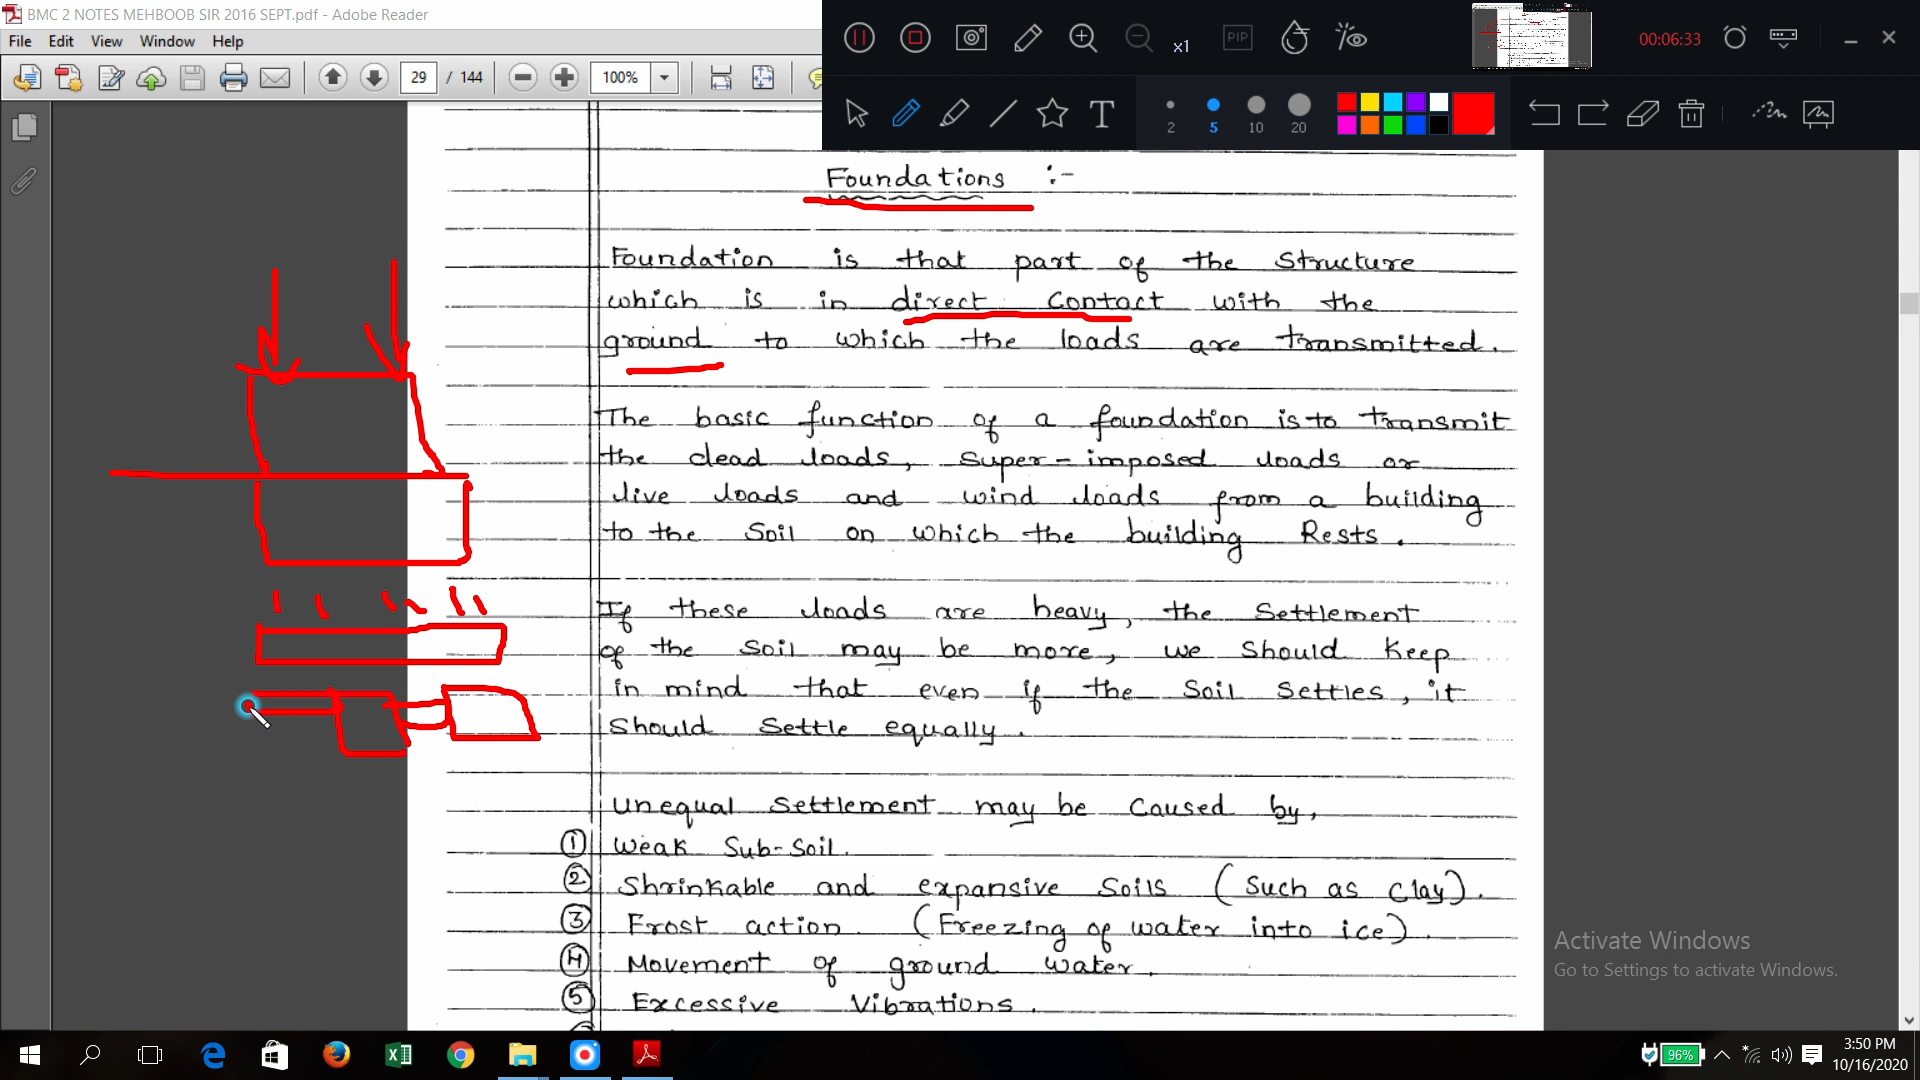 BMC 2 NOTES MEHBOOB SIR 2016 SEPT.pdf - Adobe Reader
File Edit View Window Help
29 / 144 100%
x1 PIP 00:06:33
T 2 5 10 20
Foundations :-
Foundation is that part of the structure
which is in direct contact with the
ground to which the loads are transmitted.
The basic function of a foundation is to transmit
the dead loads, super-imposed loads or
live loads and wind loads from a building
to the soil on which the building Rests.
If these loads are heavy, the settlement
of the soil may be more, we should keep
in mind that even if the soil settles, it
should settle equally.
unequal settlement may be caused by,
① Weak Sub-Soil.
② Shrinkable and expansive soils (such as clay).
③ Frost action. (Freezing of water into ice).
④ Movement of ground water.
⑤ Excessive Vibrations.
Activate Windows
Go to Settings to activate Windows.
96%
3:50 PM
10/16/2020